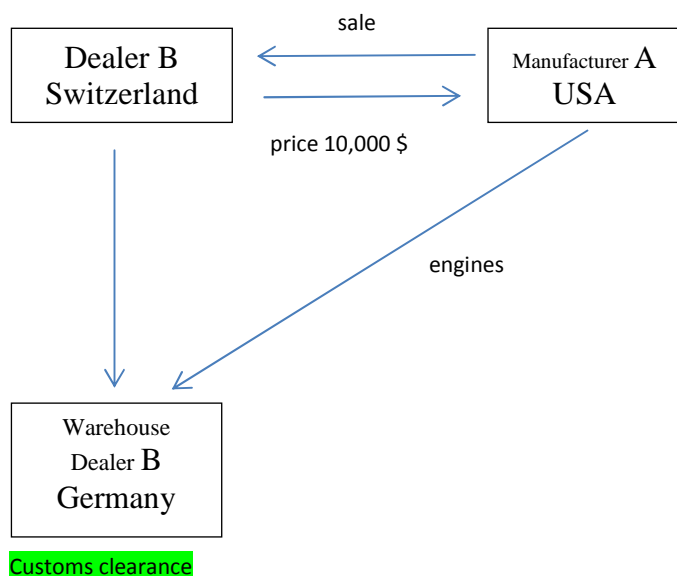 sale
Dealer B
Switzerland
Manufacturer A
USA
price 10,000 $
engines
Warehouse
Dealer B
Germany
Customs clearance